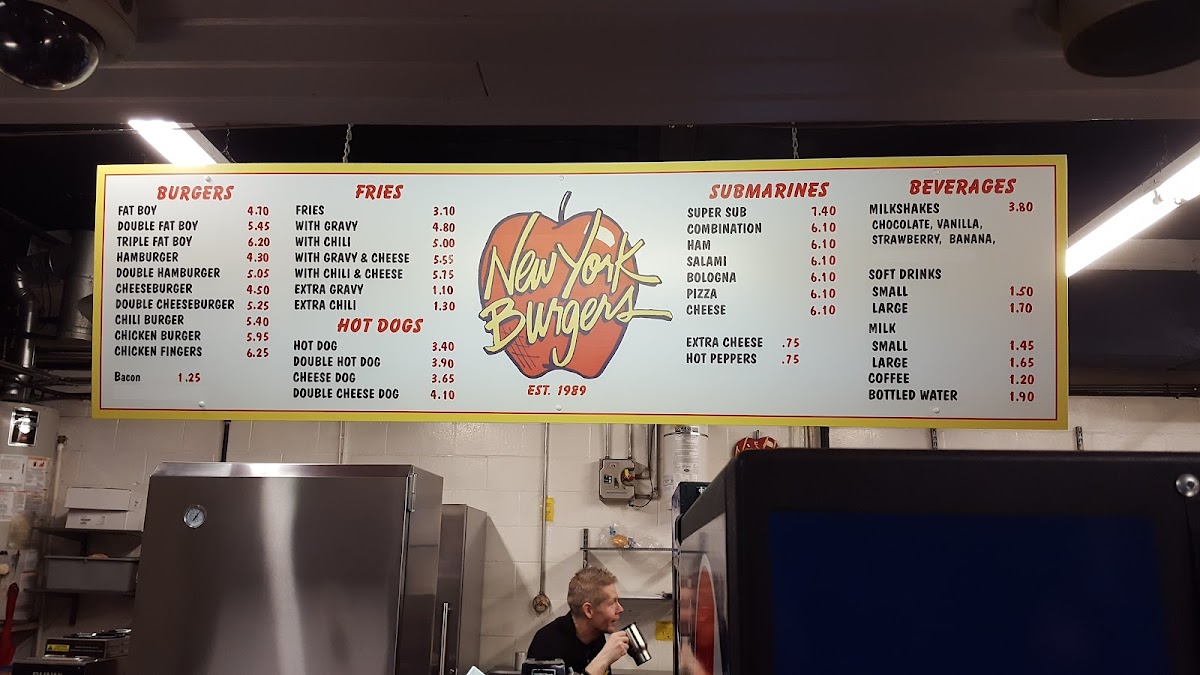 BURGERS
FAT BOY 4.70
DOUBLE FAT BOY 5.45
TRIPLE FAT BOY 6.20
HAMBURGER 4.30
DOUBLE HAMBURGER 5.05
CHEESEBURGER 4.50
DOUBLE CHEESEBURGER 5.25
CHILI BURGER 5.40
CHICKEN BURGER 5.95
CHICKEN FINGERS 6.25
Bacon 1.25
FRIES
FRIES 3.10
WITH GRAVY 4.80
WITH CHILI 5.00
WITH GRAVY & CHEESE 5.55
WITH CHILI & CHEESE 5.75
EXTRA GRAVY 1.10
EXTRA CHILI 1.30
HOT DOGS
HOT DOG 3.40
DOUBLE HOT DOG 3.90
CHEESE DOG 3.65
DOUBLE CHEESE DOG 4.10
New York
Burgers
EST. 1989
SUBMARINES
SUPER SUB 7.40
COMBINATION 6.10
HAM 6.10
SALAMI 6.10
BOLOGNA 6.10
PIZZA 6.10
CHEESE 6.10
EXTRA CHEESE .75
HOT PEPPERS .75
BEVERAGES
MILKSHAKES 3.80
CHOCOLATE, VANILLA,
STRAWBERRY, BANANA,
SOFT DRINKS
SMALL 1.50
LARGE 1.70
MILK
SMALL 1.45
LARGE 1.65
COFFEE 1.20
BOTTLED WATER 1.90